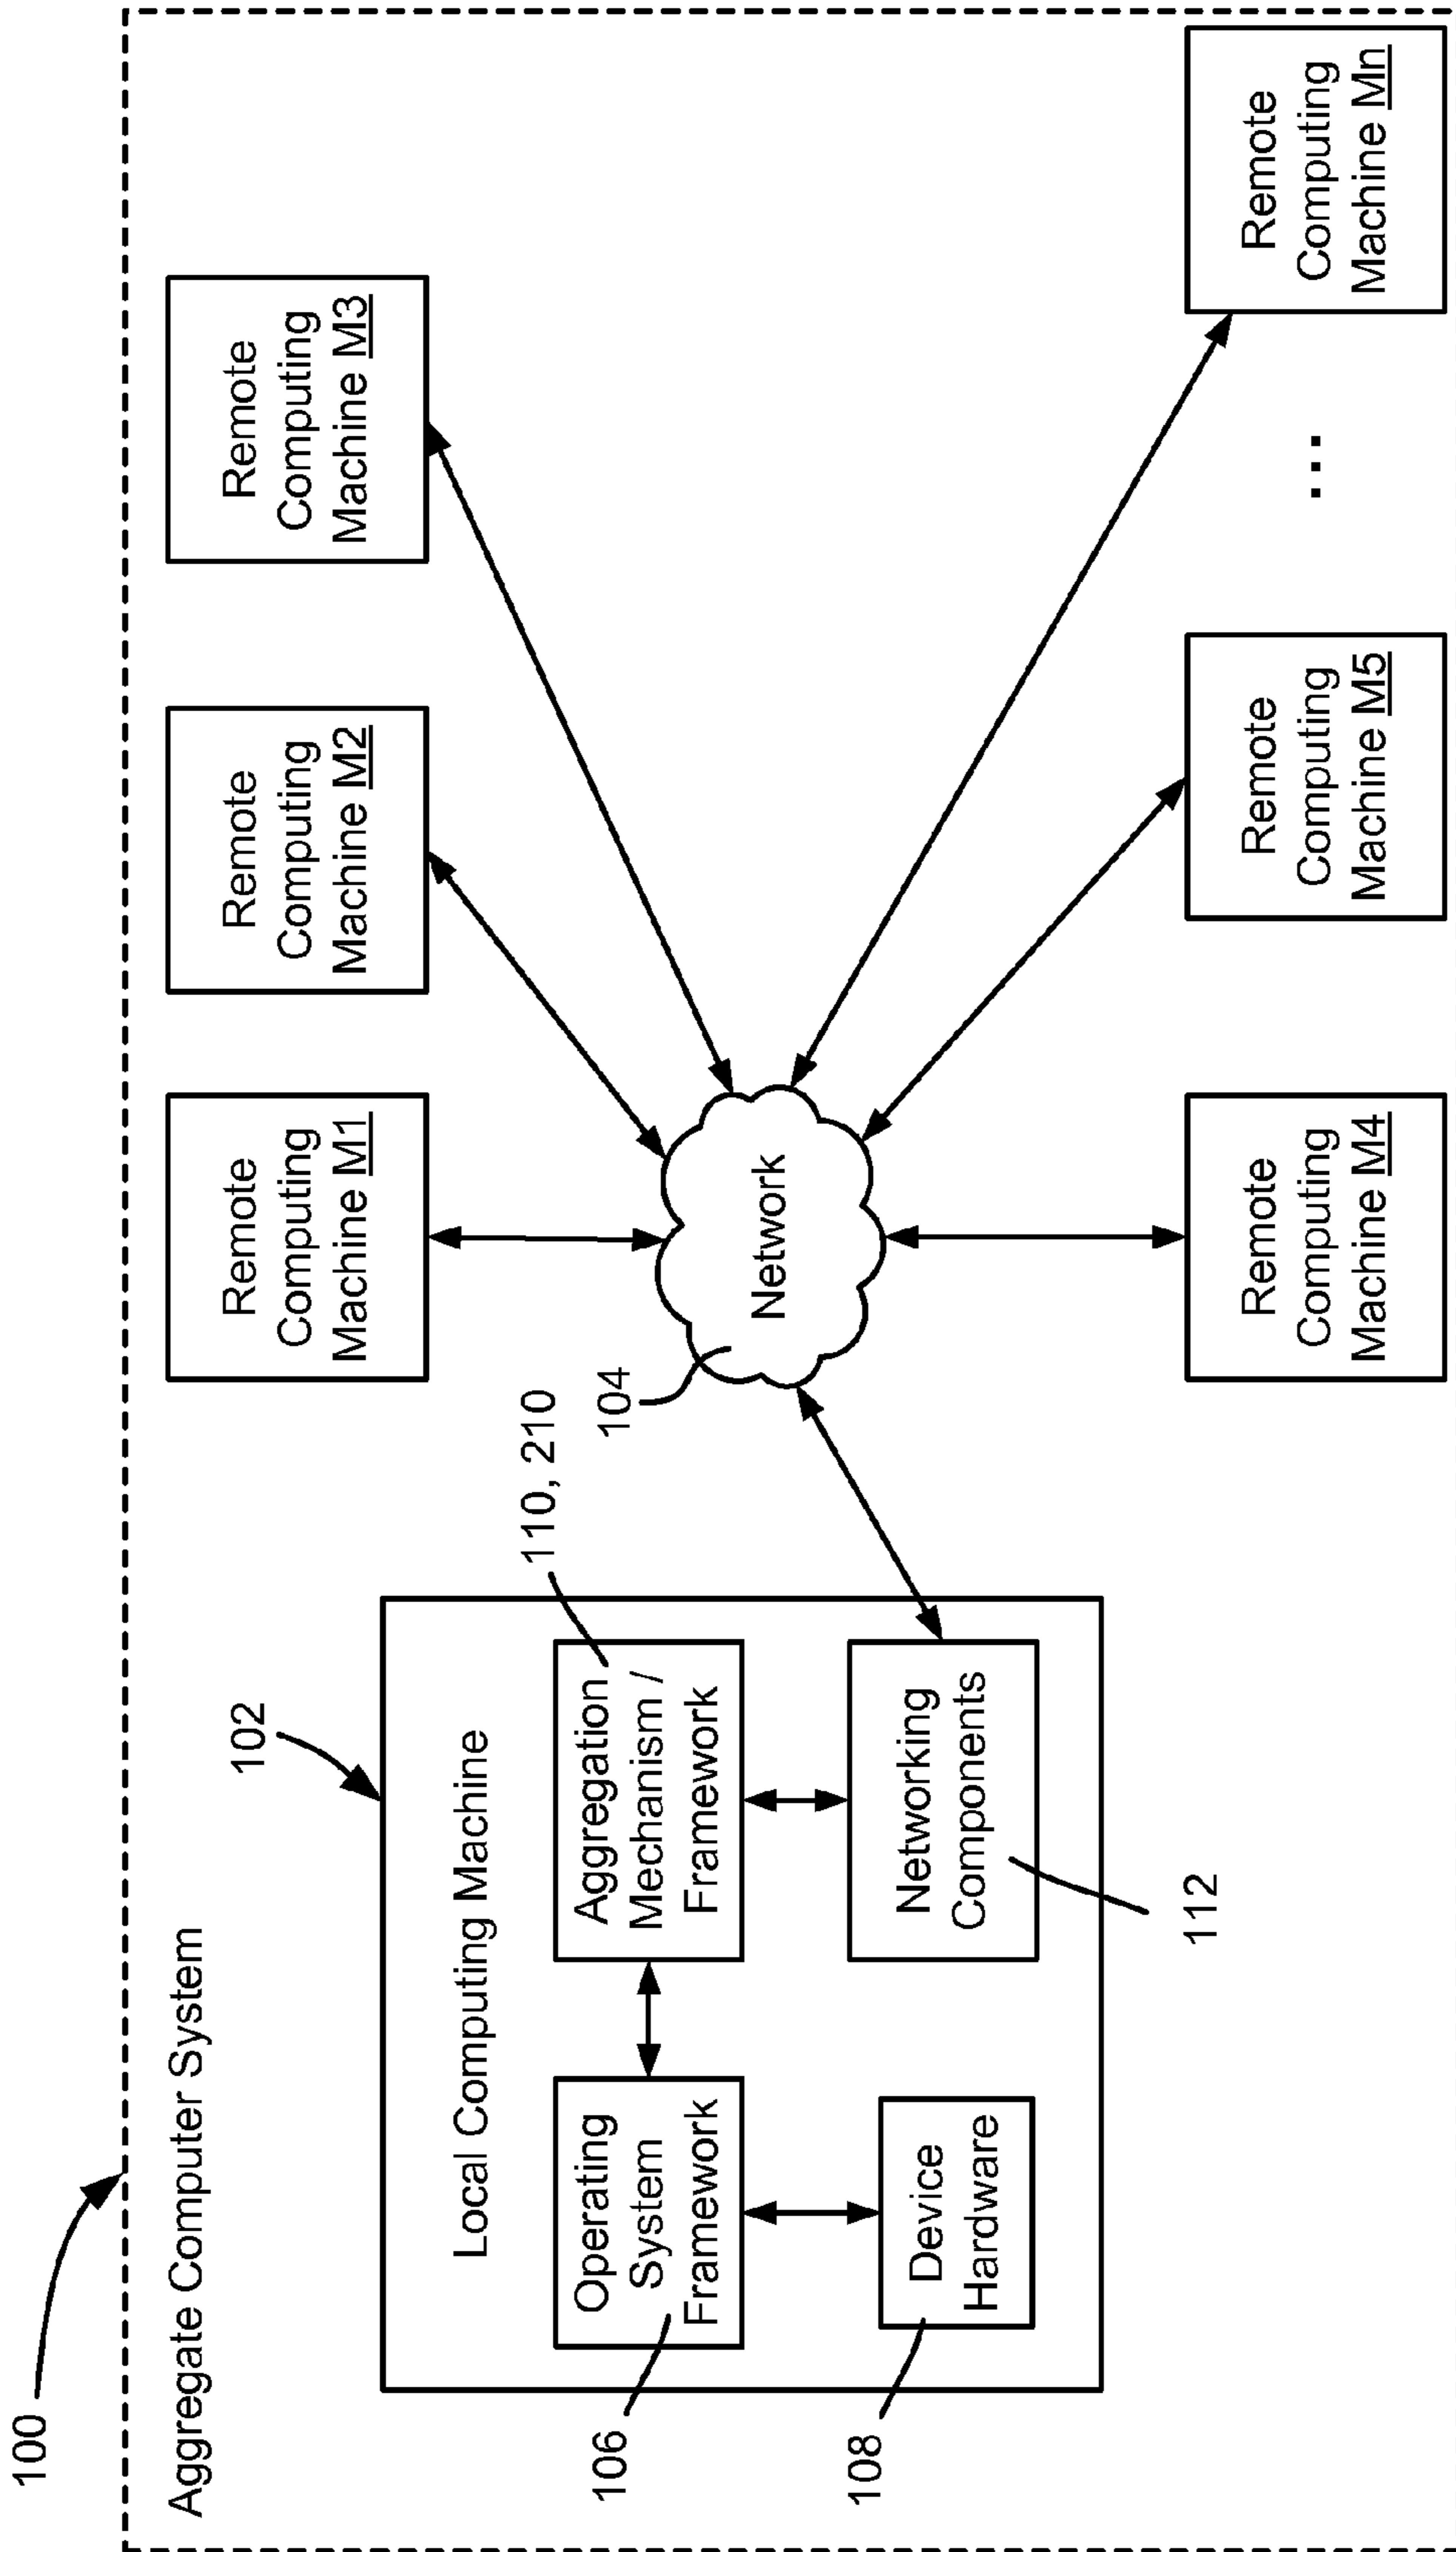 100
Aggregate Computer System
102
Local Computing Machine
Operating
System
Framework
106
Aggregation
Mechanism /
Framework
110, 210
Device
Hardware
108
Networking
Components
112
104
Network
Remote
Computing
Machine M1
Remote
Computing
Machine M2
Remote
Computing
Machine M3
Remote
Computing
Machine M4
Remote
Computing
Machine M5
...
Remote
Computing
Machine Mn